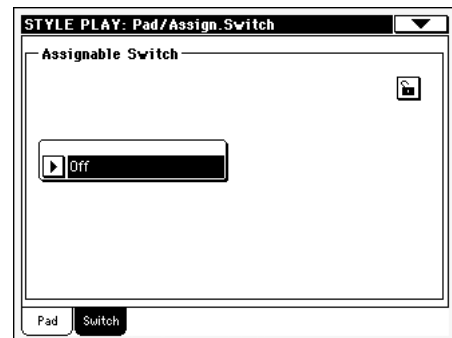 STYLE PLAY: Pad/Assign.Switch
Assignable Switch
Off
Pad
Switch